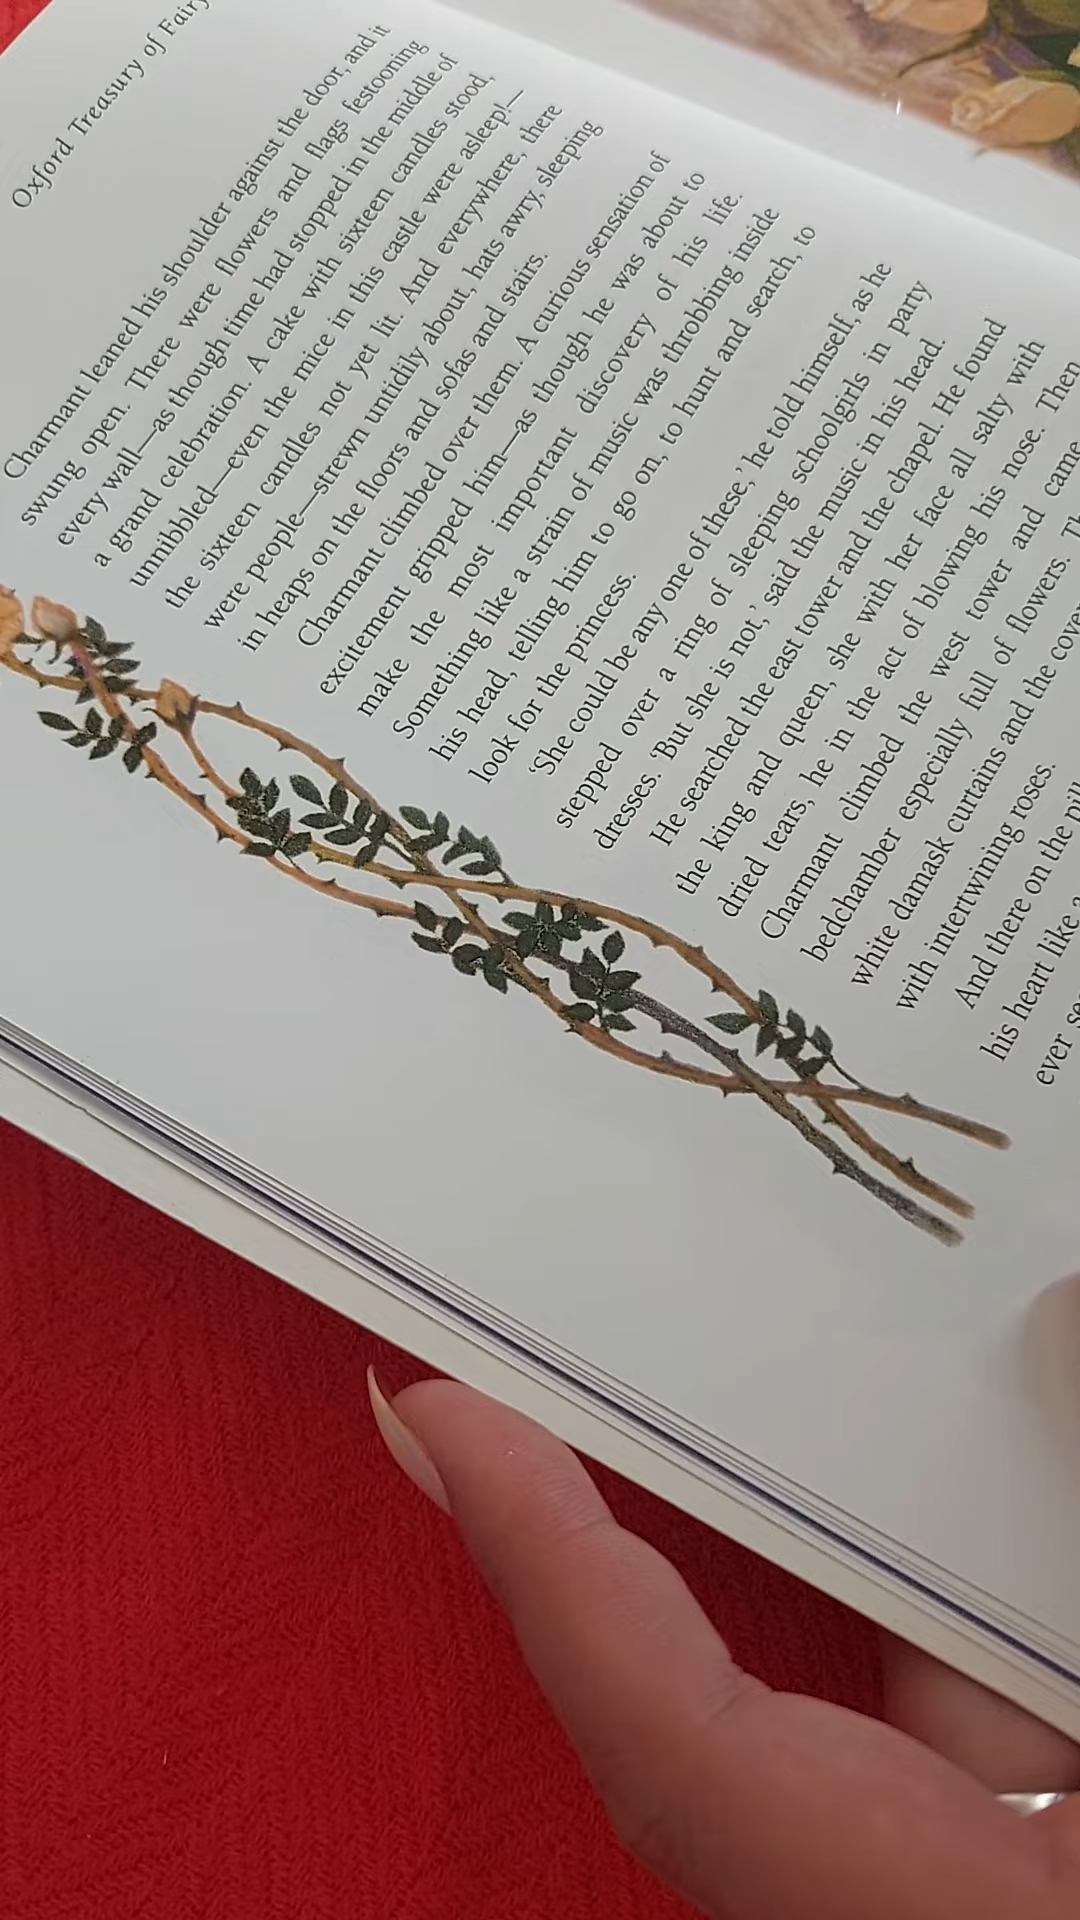 Oxford Treasury of Fairy
Charmant leaned his shoulder against the door, and it
swung open. There were flowers and flags festooning
every wall—as though time had stopped in the middle of
a grand celebration. A cake with sixteen candles stood,
unnibbled—even the mice in this castle were asleep!—
the sixteen candles not yet lit. And everywhere, there
were people—strewn untidily about, hats awry, sleeping
in heaps on the floors and sofas and stairs.
Charmant climbed over them. A curious sensation of
excitement gripped him—as though he was about to
make the most important discovery of his life.
Something like a strain of music was throbbing inside
his head, telling him to go on, to hunt and search, to
look for the princess.
‘She could be any one of these,’ he told himself, as he
stepped over a ring of sleeping schoolgirls in party
dresses. ‘But she is not,’ said the music in his head.
He searched the east tower and the chapel. He found
the king and queen, she with her face all salty with
dried tears, he in the act of blowing his nose. Then
Charmant climbed the west tower and came
bedchamber especially full of flowers.
white damask curtains and the
with intertwining roses.
And there on the
his heart like a
ever